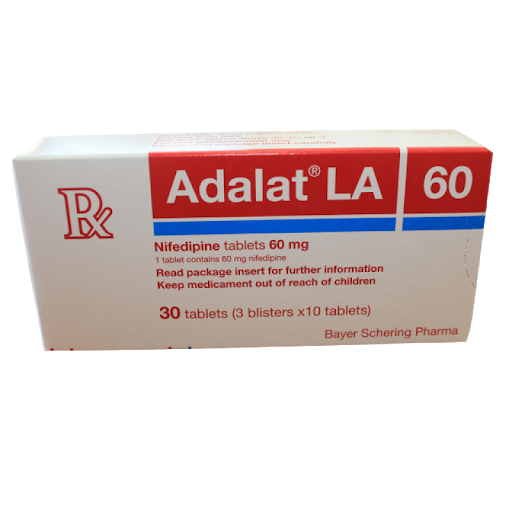 Rx
Adalat® LA 60
Nifedipine tablets 60 mg
1 tablet contains 60 mg nifedipine
Read package insert for further information
Keep medicament out of reach of children
30 tablets (3 blisters x10 tablets)
Bayer Schering Pharma